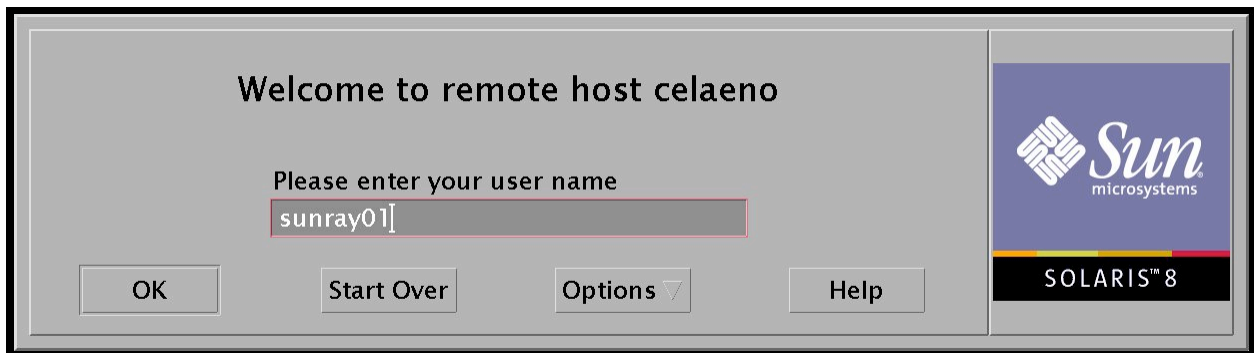 Welcome to remote host celaeno
Please enter your user name
sunray01
OK
Start Over
Options
Help
Sun
microsystems
SOLARIS™ 8